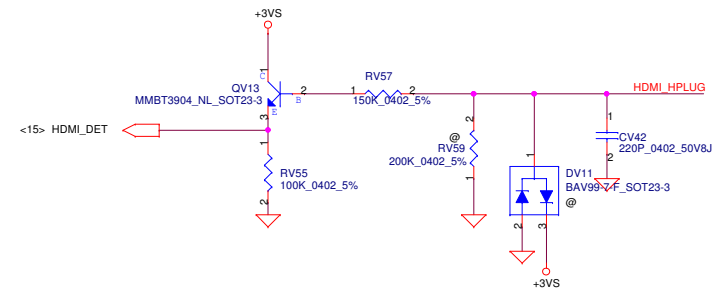 +3VS
1
C
QV13
MMBT3904_NL_SOT23-3
2
B
E
3
RV57
1
2
150K_0402_5%
HDMI_HPLUG
<15> HDMI_DET
1
RV55
100K_0402_5%
2
2
@
RV59
200K_0402_5%
1
1
DV11
BAV99-7-F_SOT23-3
@
2
3
+3VS
1
CV42
220P_0402_50V8J
2